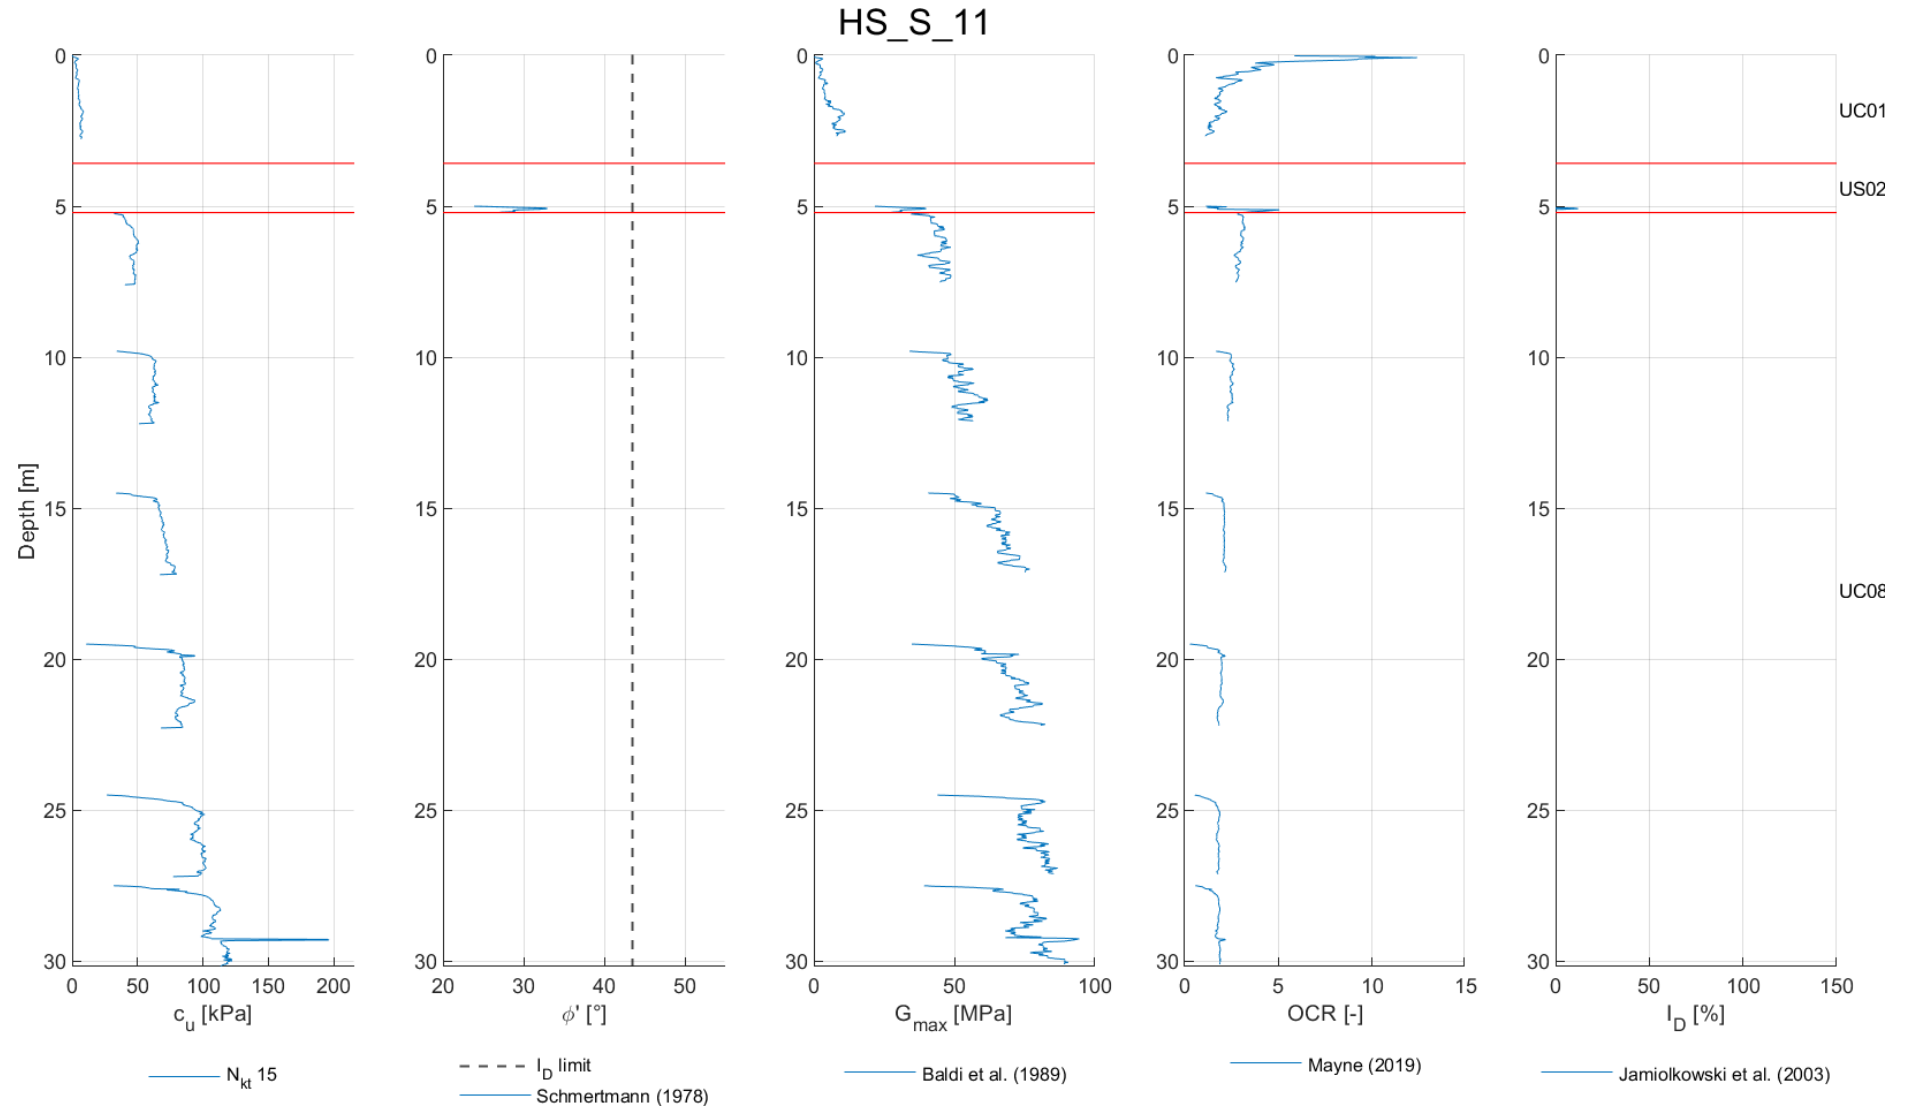 HS_S_11
0 0 0 0 0
UC01
US02
5 5 5 5 5
10 10 10 10 10
Depth [m]
15 15 15 15 15
UC08
20 20 20 20 20
25 25 25 25 25
30 30 30 30 30
0 50 100 150 200
20 30 40 50
0 50 100
0 5 10 15
0 50 100 150
c_u [kPa]
ϕ' [°]
G_max [MPa]
OCR [-]
I_D [%]
N_kt 15
I_D limit
Schmertmann (1978)
Baldi et al. (1989)
Mayne (2019)
Jamiolkowski et al. (2003)